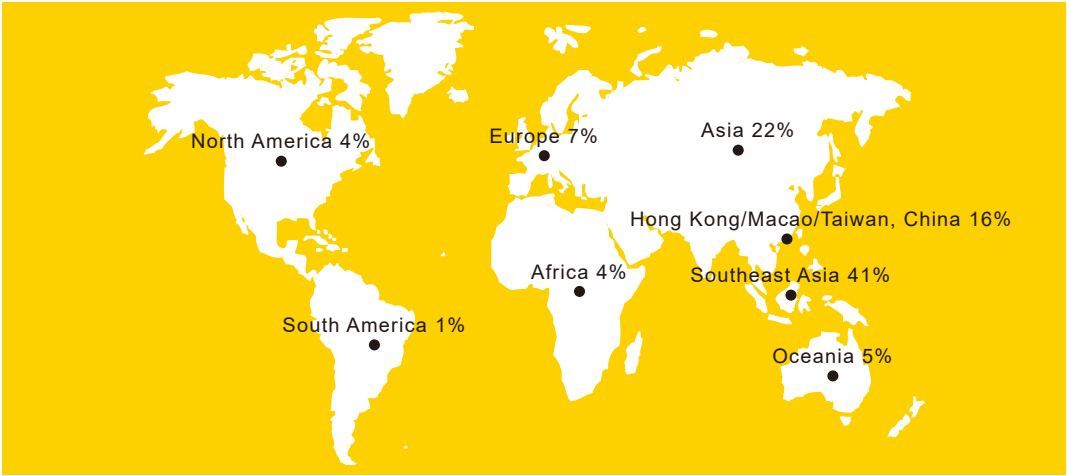 Asia 22%
Europe 7%
North America 4%
Hong Kong/Macao/Taiwan, China 16%
Africa 4%
Southeast Asia 41%
South America 1%
Oceania 5%